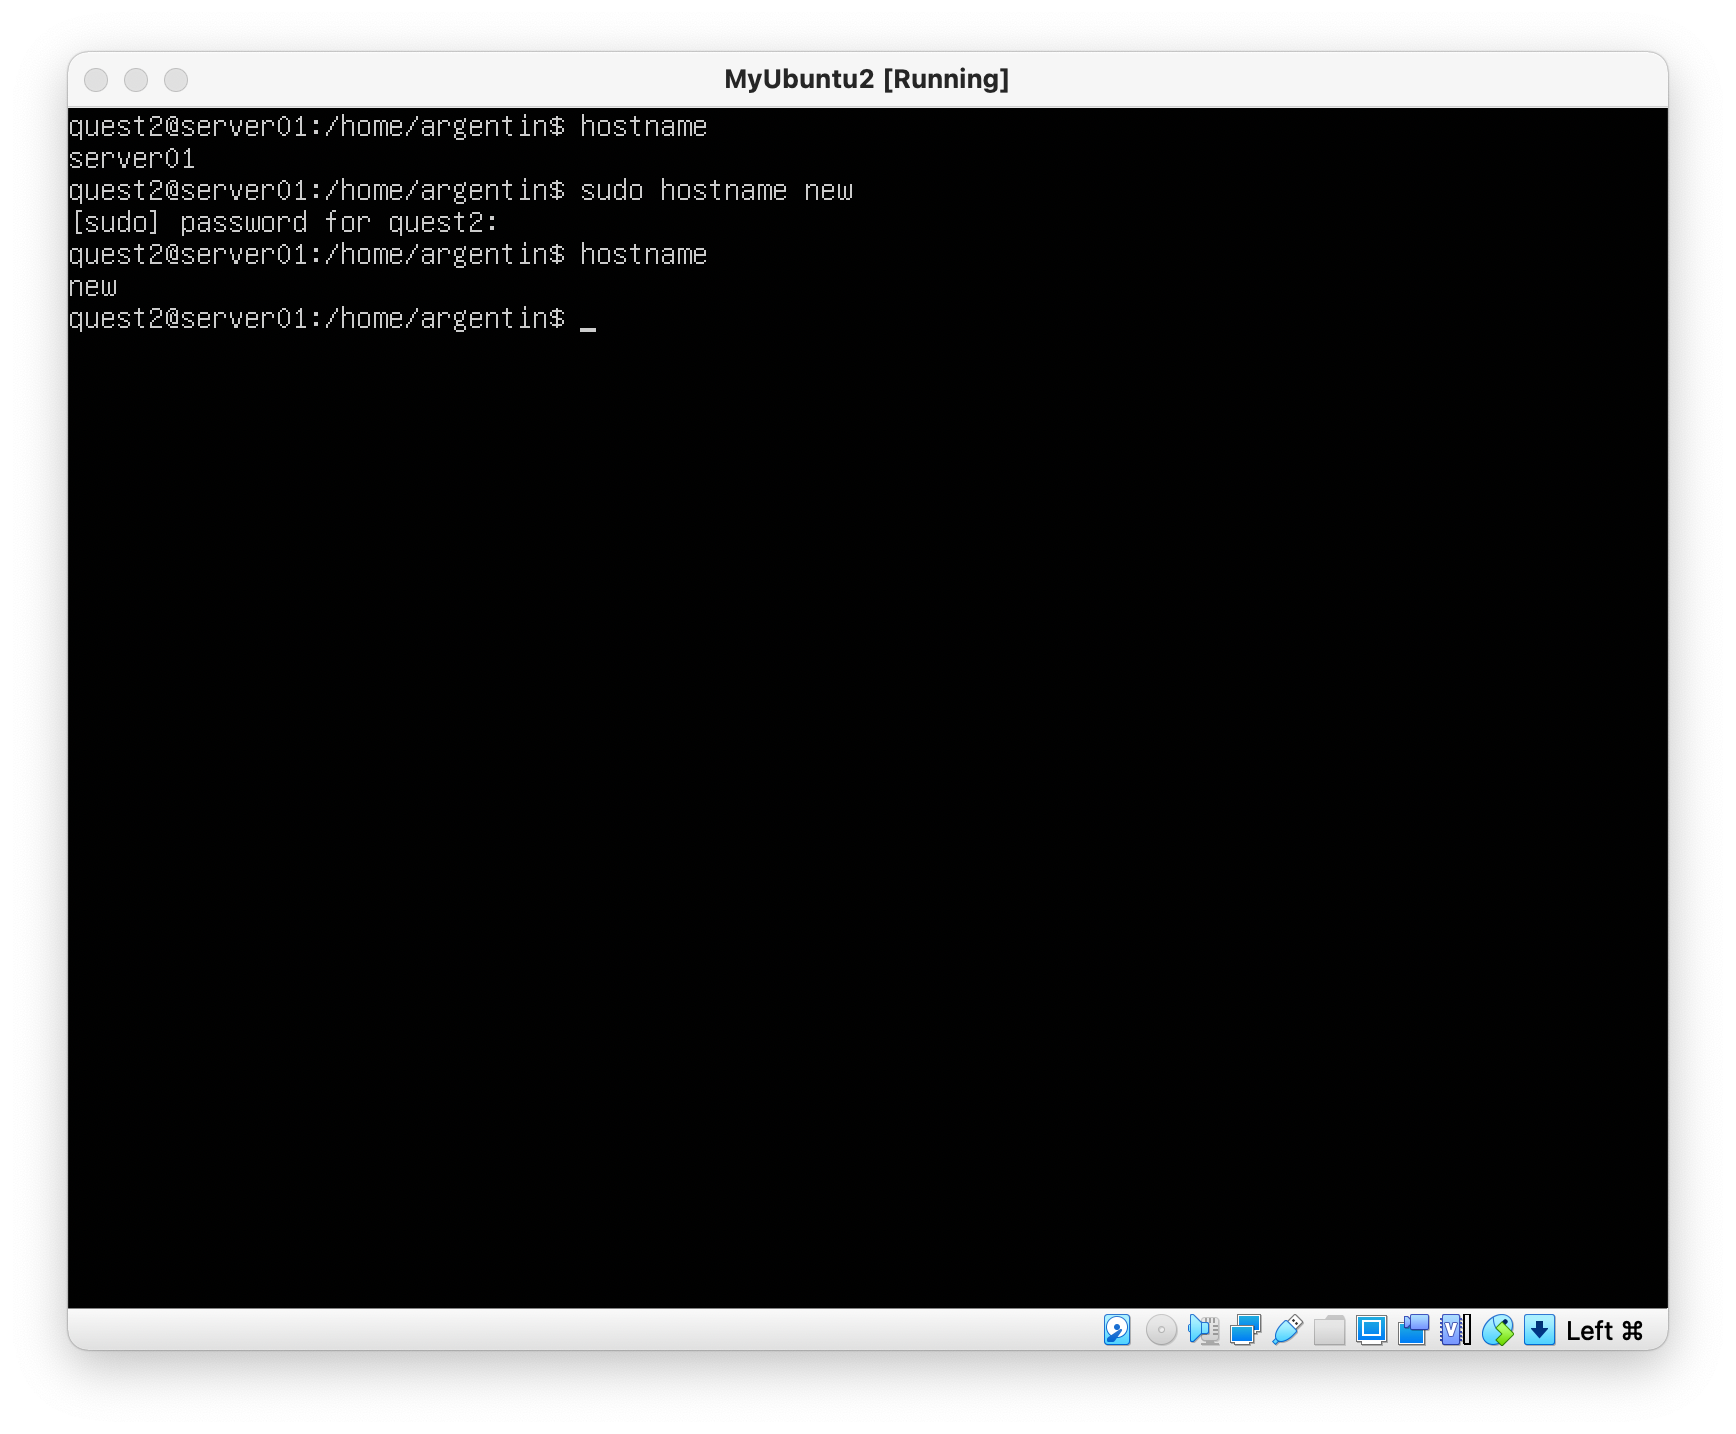 MyUbuntu2 [Running]
quest2@server01:/home/argentin$ hostname
server01
quest2@server01:/home/argentin$ sudo hostname new
[sudo] password for quest2:
quest2@server01:/home/argentin$ hostname
new
quest2@server01:/home/argentin$ _
Left ⌘